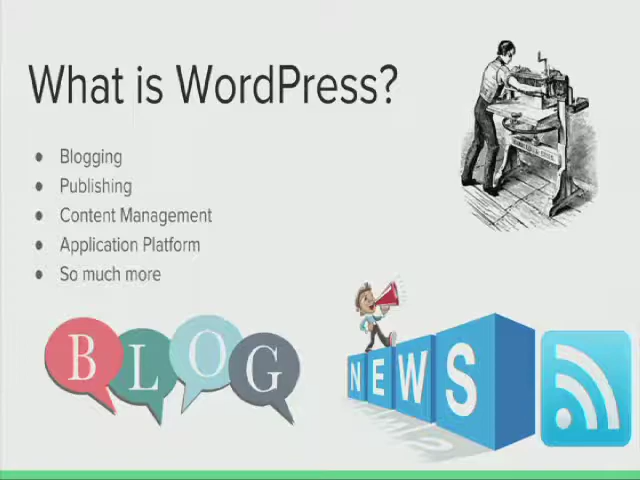 What is WordPress?
● Blogging
● Publishing
● Content Management
● Application Platform
● So much more
BLOG
NEWS